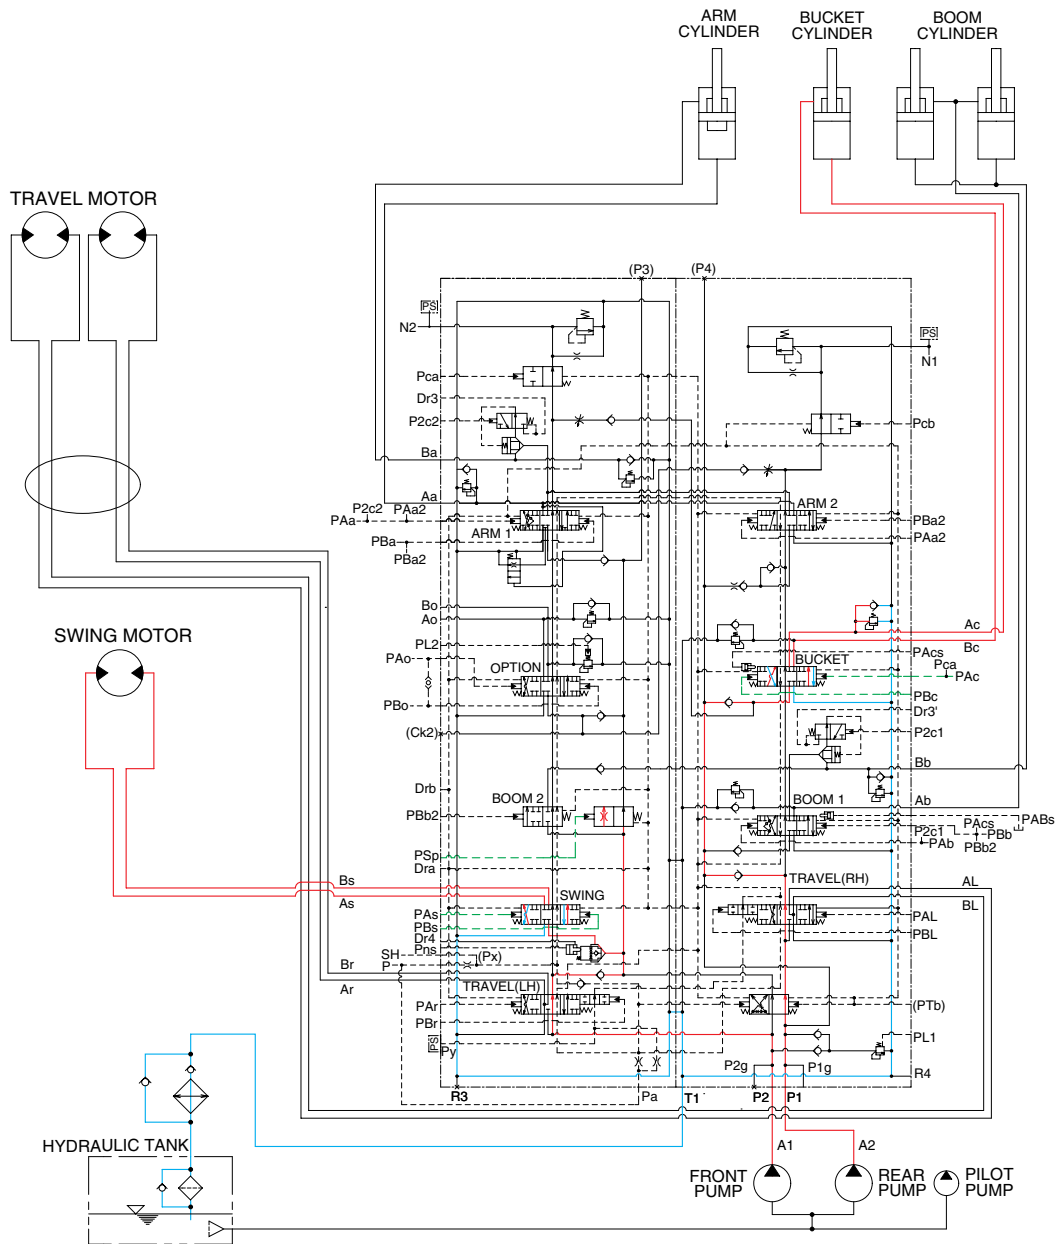 ARM
CYLINDER
BUCKET
CYLINDER
BOOM
CYLINDER
TRAVEL MOTOR
(P3)
(P4)
[PS]
N2
[PS]
N1
Pca
Dr3
P2c2
Pcb
Ba
Aa
P2c2
PAa2
PAa
ARM 1
ARM 2
PBa2
PAa2
PBa
PBa2
Bo
Ao
Ac
Bc
SWING MOTOR
PL2
PAo
OPTION
BUCKET
PAcs
Pca
PAc
PBo
PBc
Dr3'
(Ck2)
P2c1
Bb
Drb
BOOM 2
BOOM 1
Ab
PBb2
PAcs
PABs
P2c1
PBb
PAb
PBb2
PSp
Dra
Bs
As
SWING
TRAVEL(RH)
AL
BL
PAs
PBs
PAL
PBL
Dr4
Pns
SH
P
(Px)
Br
Ar
TRAVEL(LH)
PAr
(PTb)
PBr
[PS]
Py
PL1
P2g
P1g
R4
R3
Pa
T1
P2
P1
HYDRAULIC TANK
A1
A2
FRONT
PUMP
REAR
PUMP
PILOT
PUMP